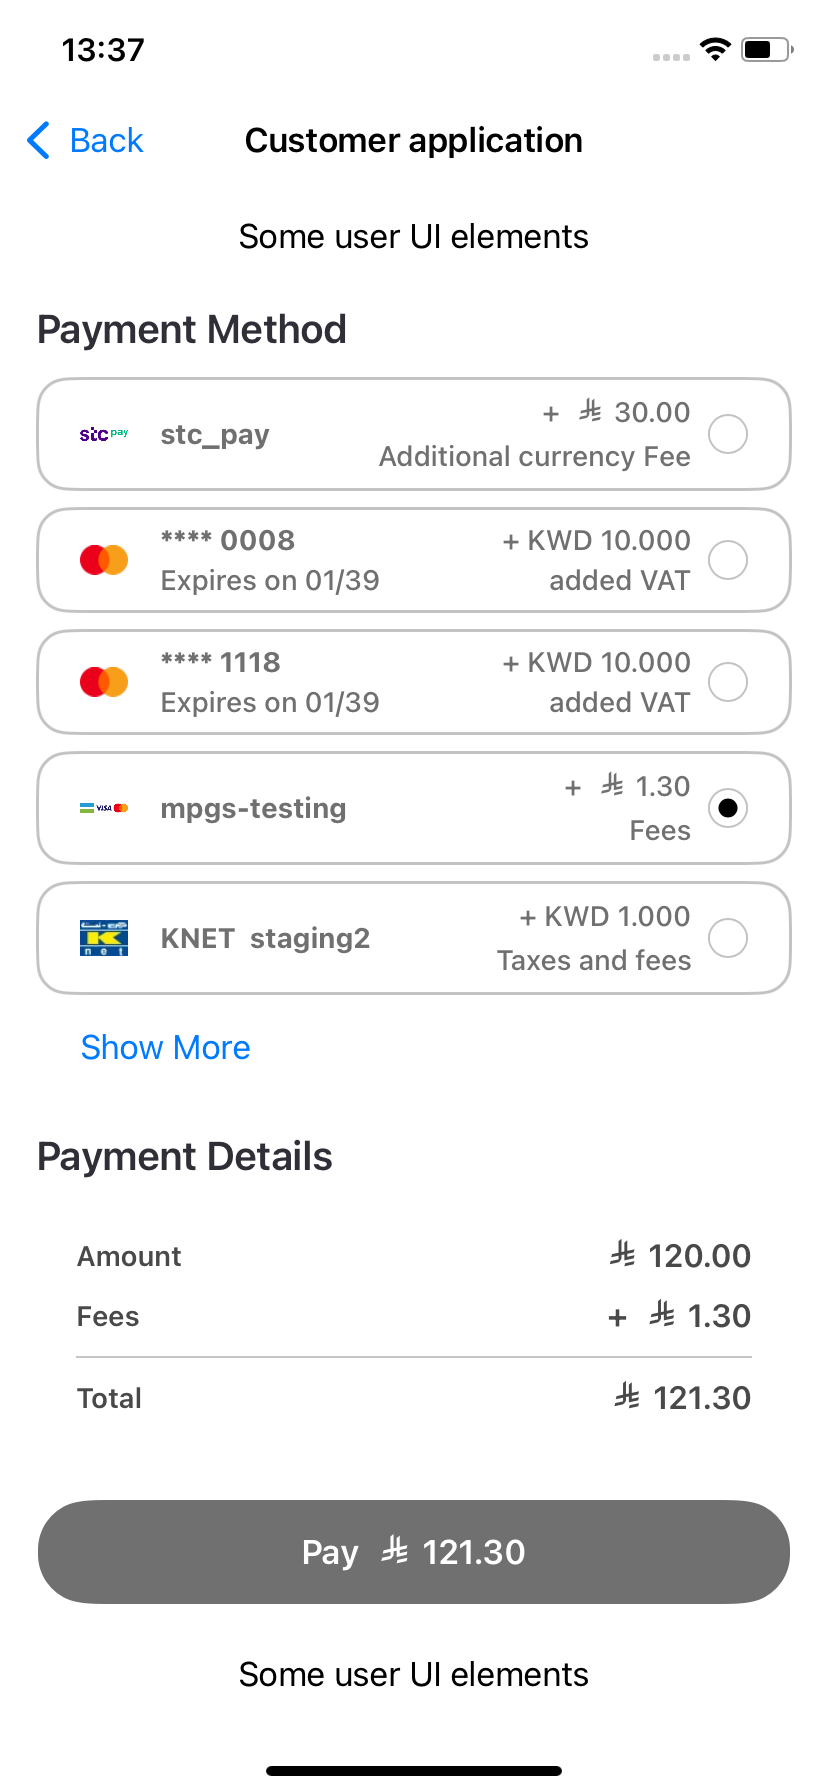 13:37
Back
Customer application
Some user UI elements
Payment Method
stc pay
stc_pay
+ ⃁ 30.00
Additional currency Fee
**** 0008
+ KWD 10.000
Expires on 01/39
added VAT
**** 1118
+ KWD 10.000
Expires on 01/39
added VAT
VISA
mpgs-testing
+ ⃁ 1.30
Fees
K
n e t
KNET staging2
+ KWD 1.000
Taxes and fees
Show More
Payment Details
Amount
⃁ 120.00
Fees
+ ⃁ 1.30
Total
⃁ 121.30
Pay ⃁ 121.30
Some user UI elements